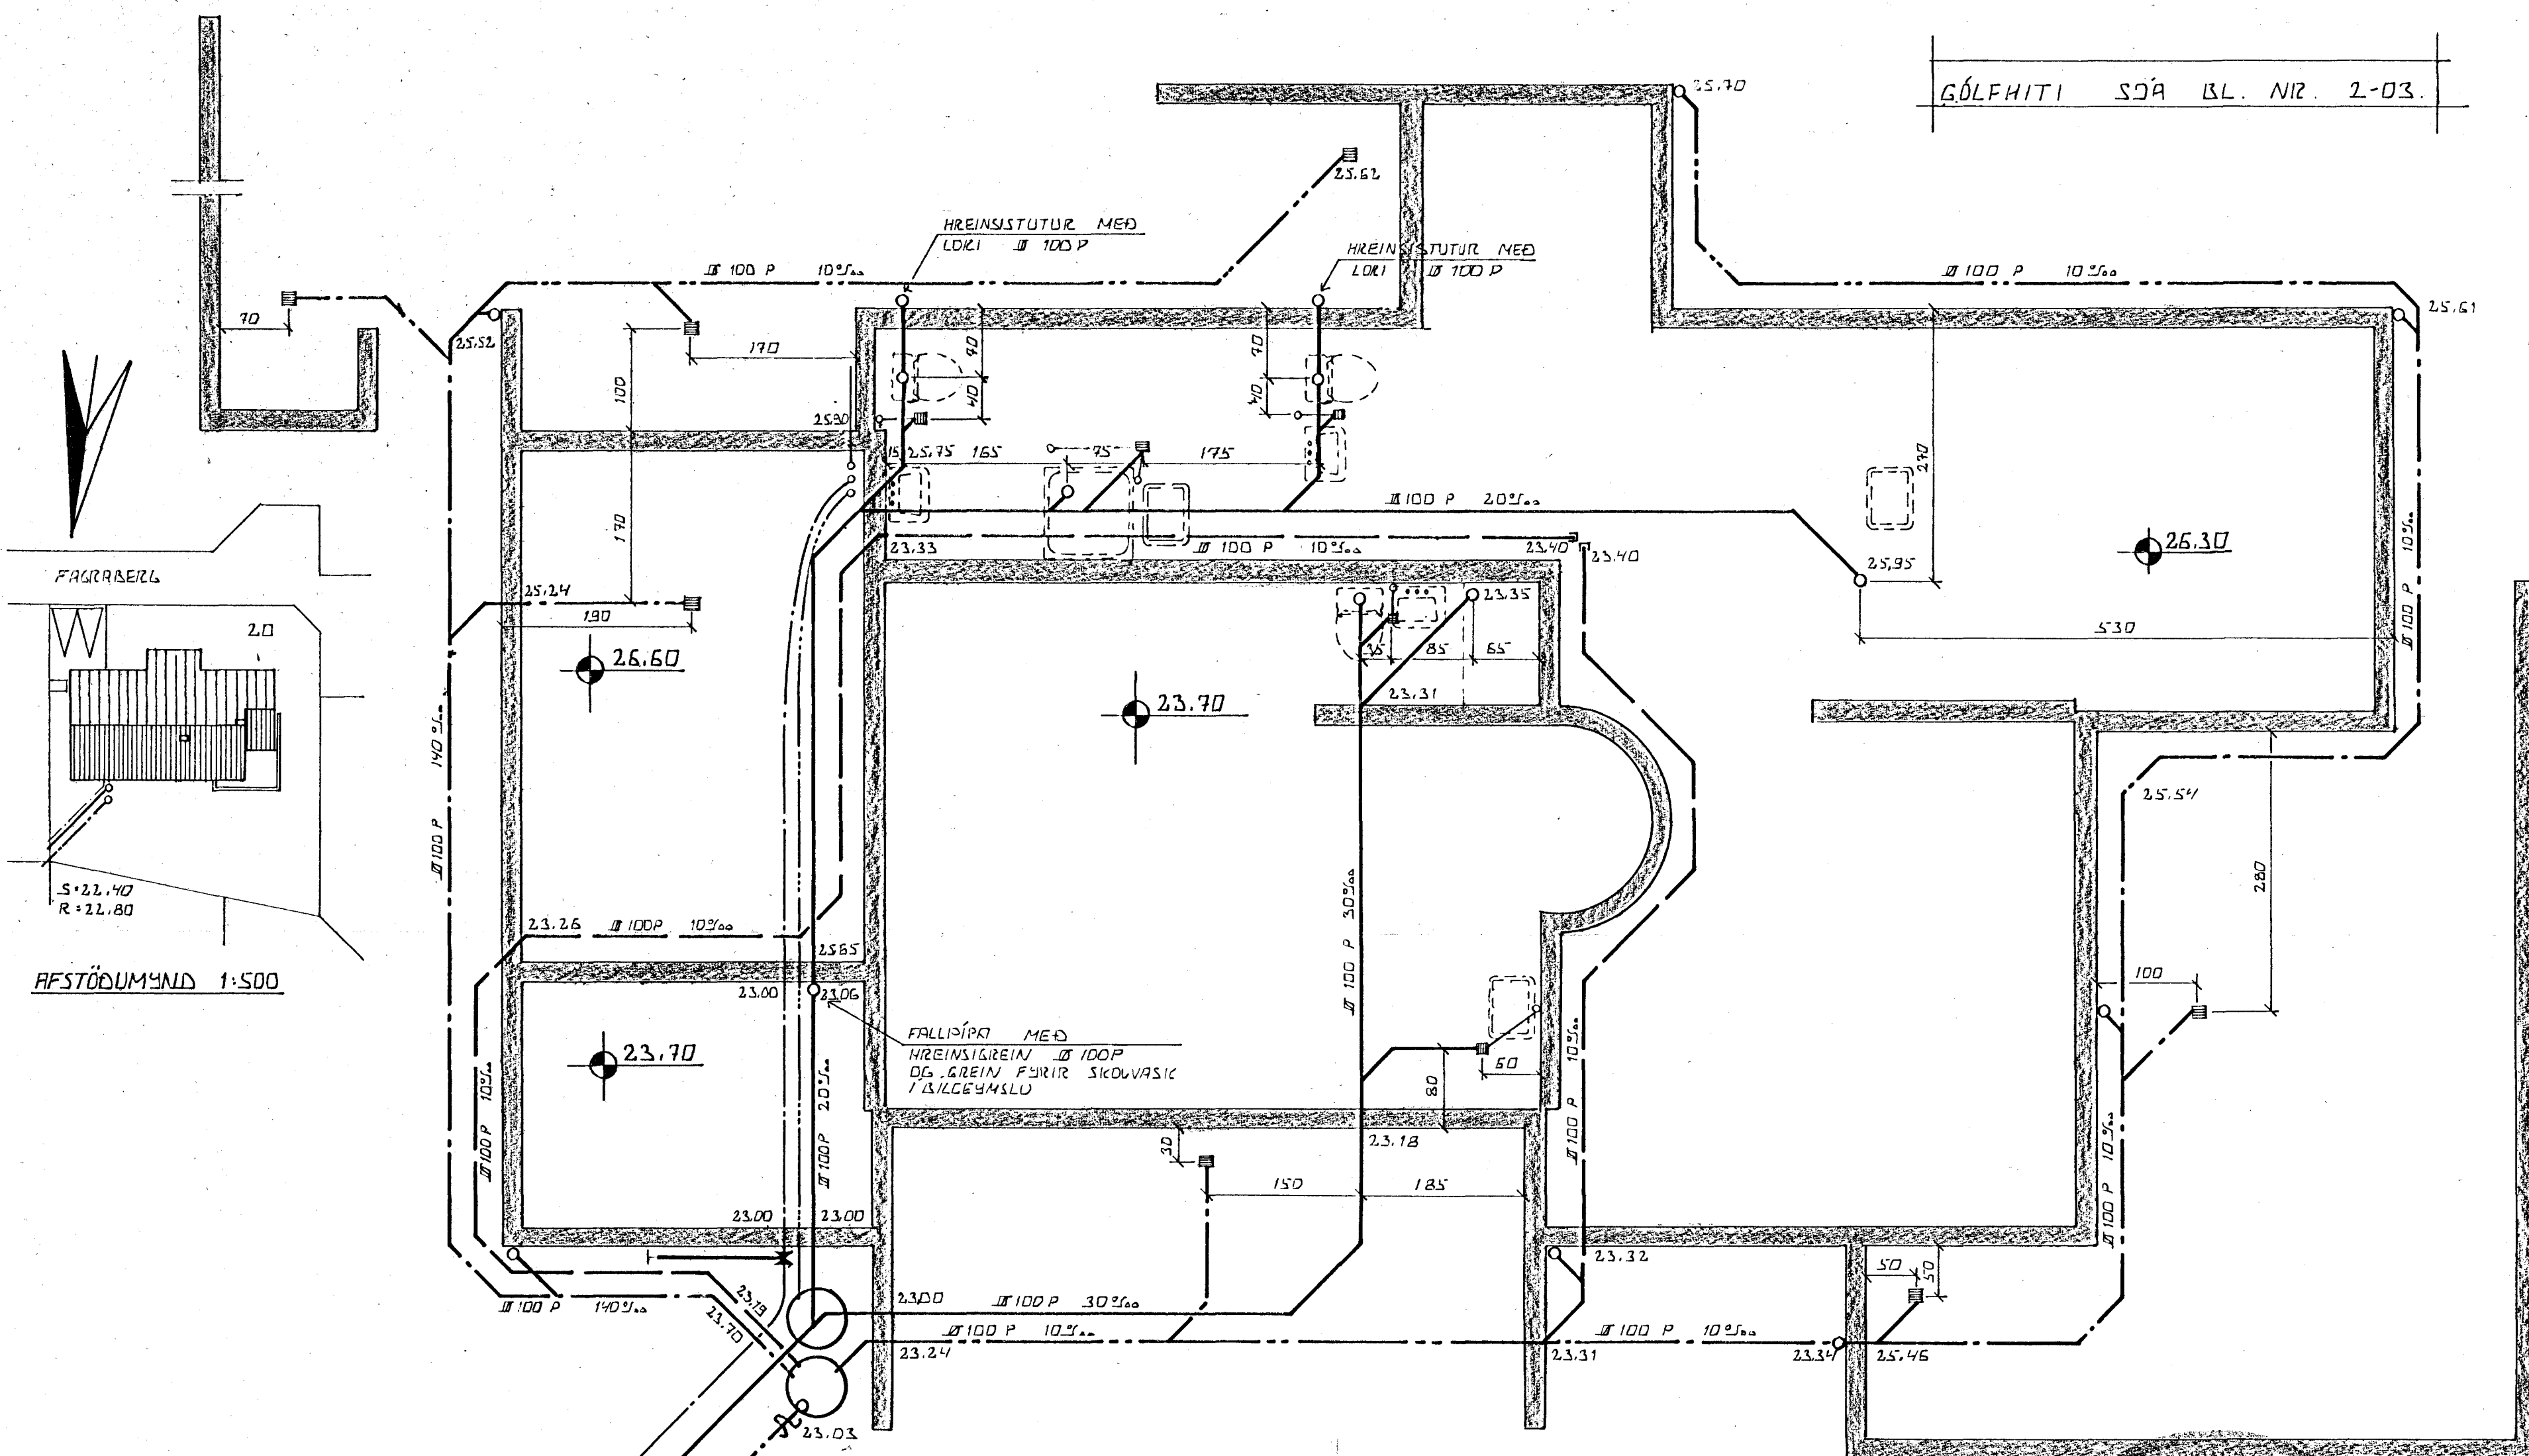 GÓLFHITI SJÁ BL. NR. 2-03.
25.70
25.62
HREINSISTUTUR MEÐ
LOKI Ø 100 P
HREINSISTUTUR MEÐ
LOKI Ø 100 P
Ø 100 P 10‰
Ø 100 P 10‰
70
25.52
170
100
70
40
70
40
25.61
25.90
15
25.75
165
75
175
270
170
Ø 100 P 20‰
23.33
Ø 100 P 10‰
23.40
23.40
26.30
25.95
Ø 100 P 10‰
FAGRABERG
25.24
190
20
26.60
23.35
35
85
65
530
23.31
23.70
Ø 100 P 140‰
25.54
280
Ø 100 P 30‰
S=22.40
R=22.80
23.26
Ø 100P 10‰
25.65
AFSTÖÐUMYND 1:500
23.00
23.06
100
FALLPÍPA MEÐ
HREINSIGREIN Ø 100P
OG GREIN FYRIR SKOLVASK
Í BÍLGEYMSLU
23.70
60
80
Ø 100 P 10‰
Ø 100P 20‰
Ø 100 P 10‰
Ø 100 P 10‰
23.18
30
150
185
23.00
23.00
23.32
50
50
Ø 100 P 140‰
23.19
23.70
23.00
Ø 100 P 30‰
Ø 100 P 10‰
Ø 100 P 10‰
23.24
23.31
23.34
25.46
23.03